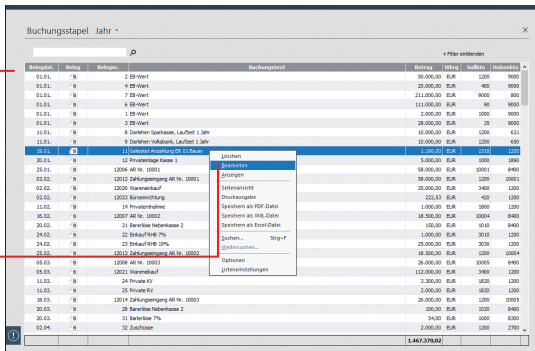 Buchungsstapel Jahr
+ Filter einblenden
Belegdat. Beleg Belegnr. Buchungstext Betrag Whrg Sollkto Habenkto
01.01. B 2 EB-Wert 50.000,00 EUR 1200 9000
01.01. B 4 EB-Wert 20.000,00 EUR 400 9000
01.01. B 7 EB-Wert 211.000,00 EUR 9000 800
01.01. B 6 EB-Wert 111.000,00 EUR 90 9000
01.01. B 1 EB-Wert 2.000,00 EUR 1000 9000
01.01. B 3 EB-Wert 28.000,00 EUR 35 9000
11.01. B 8 Darlehen Sparkasse, Laufzeit 1 Jahr 10.000,00 EUR 1200 631
11.01. B 9 Darlehen Volksbank, Laufzeit 1 Jahr 10.000,00 EUR 1200 650
19.01. B 11 Geleistet Anzahlung ER 01 Bauer 1.190,00 EUR 1518 1200
20.01. B 12 Privateinlage Kasse 1 5.000,00 EUR 1000 1890
25.01. B 12006 AR Nr. 10001 58.000,00 EUR 10001 8400
02.02. B 12012 Zahlungseingang AR Nr. 10001 58.000,00 EUR 1200 10001
02.02. B 12020 Wareneinkauf 35.000,00 EUR 3400 1200
02.02. B 12023 Büroeinrichtung 222,53 EUR 420 1200
11.02. B 14 Privatentnahme 1.000,00 EUR 1800 1200
16.02. B 12007 AR Nr. 10002 18.500,00 EUR 10004 8400
20.02. B 21 Barerlöse Nebenkasse 2 150,00 EUR 1010 8400
24.02. B 22 Einkauf RHB 7% 1.000,00 EUR 3010 1200
24.02. B 23 Einkauf RHB 19% 25.000,00 EUR 3030 1200
25.02. B 12013 Zahlungseingang AR Nr. 10002 18.500,00 EUR 1200 10004
05.03. B 12008 AR Nr. 10003 26.000,00 EUR 10005 8400
05.03. B 12021 Wareneikauf 112.000,00 EUR 3400 1200
11.03. B 24 Private KV 3.300,00 EUR 1820 1200
11.03. B 25 Private RV 2.000,00 EUR 1820 1200
18.03. B 12014 Zahlungseingang AR Nr. 10003 26.000,00 EUR 1200 10005
20.03. B 28 Barerlöse Nebenkasse 2 100,00 EUR 1020 8400
20.03. B 31 Barerlöse 7% 54,00 EUR 1000 8300
02.04. B 32 Zuschüsse 2.000,00 EUR 1200 2700
1.467.370,02
Löschen
Bearbeiten
Anzeigen
Seitenansicht
Druckausgabe
Speichern als PDF-Datei
Speichern als XML-Datei
Speichern als Excel-Datei
Suchen... Strg+F
Weitersuchen...
Optionen
Listeneinstellungen